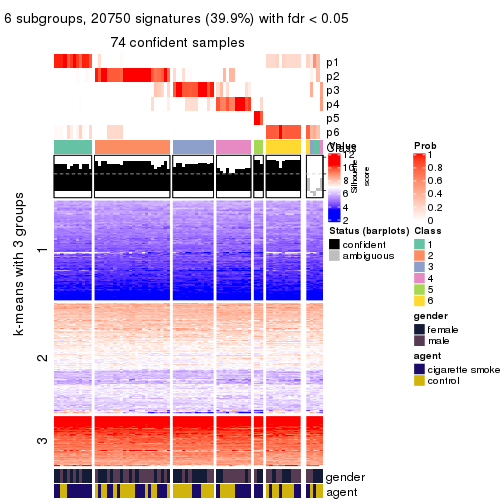 6 subgroups, 20750 signatures (39.9%) with fdr < 0.05
74 confident samples
p1
p2
p3
p4
p5
p6
Class
Silhouette
score
k-means with 3 groups
1
2
3
gender
agent
Value
12
10
8
6
4
2
Status (barplots)
confident
ambiguous
Prob
1
0.8
0.6
0.4
0.2
0
Class
1
2
3
4
5
6
gender
female
male
agent
cigarette smoke
control